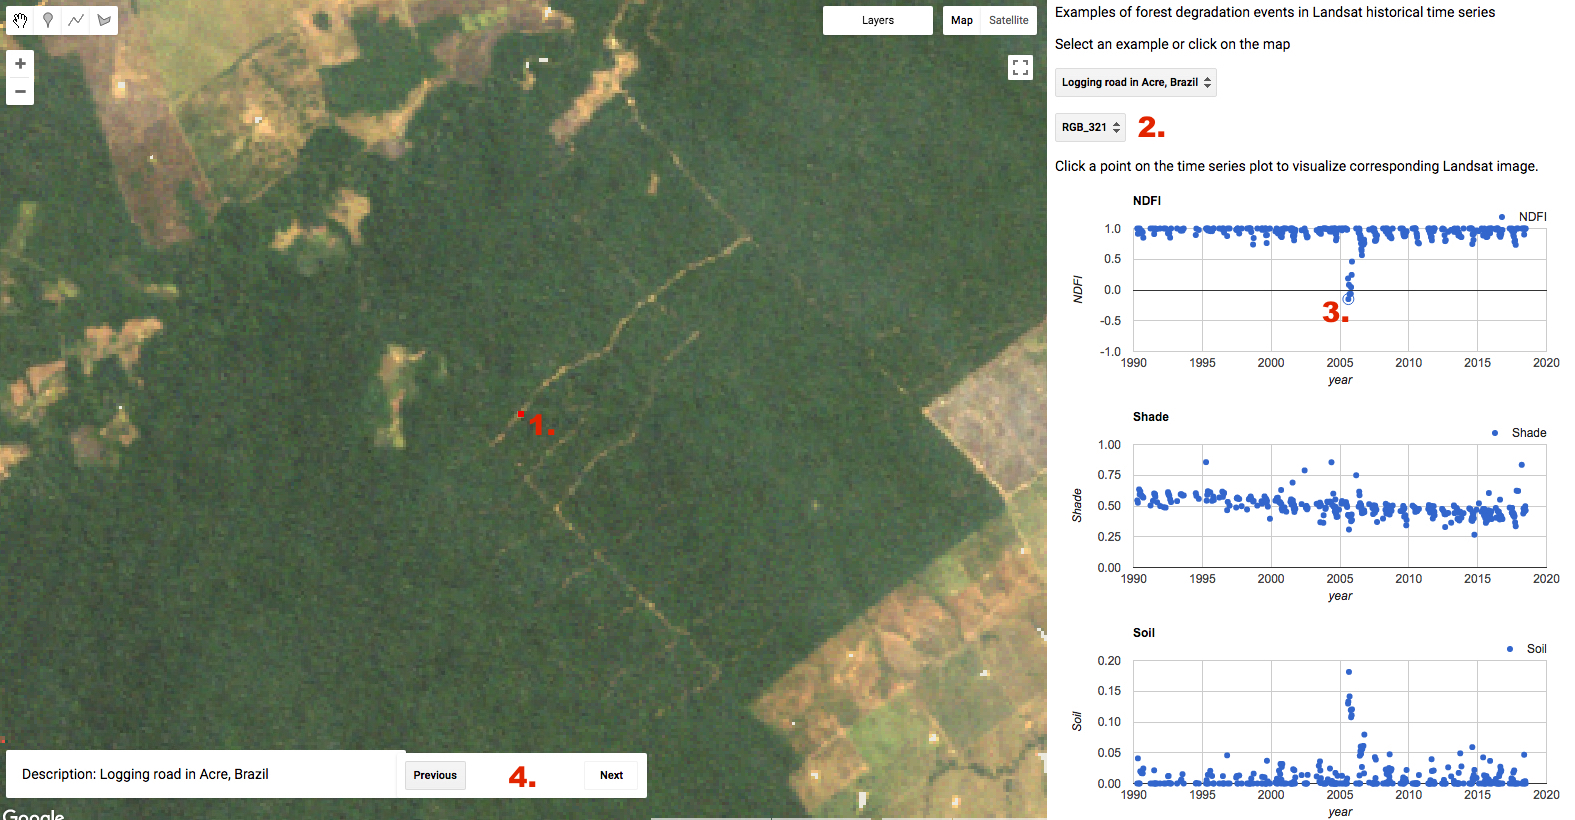 Layers
Map Satellite
+
−
1.
Description: Logging road in Acre, Brazil
Previous
4.
Next
Google
Examples of forest degradation events in Landsat historical time series
Select an example or click on the map
Logging road in Acre, Brazil
RGB_321
2.
Click a point on the time series plot to visualize corresponding Landsat image.
NDFI
NDFI
1.0
0.5
0.0
-0.5
-1.0
NDFI
3.
1990 1995 2000 2005 2010 2015 2020
year
Shade
Shade
1.00
0.75
0.50
0.25
0.00
Shade
1990 1995 2000 2005 2010 2015 2020
year
Soil
Soil
0.20
0.15
0.10
0.05
0.00
Soil
1990 1995 2000 2005 2010 2015 2020
year